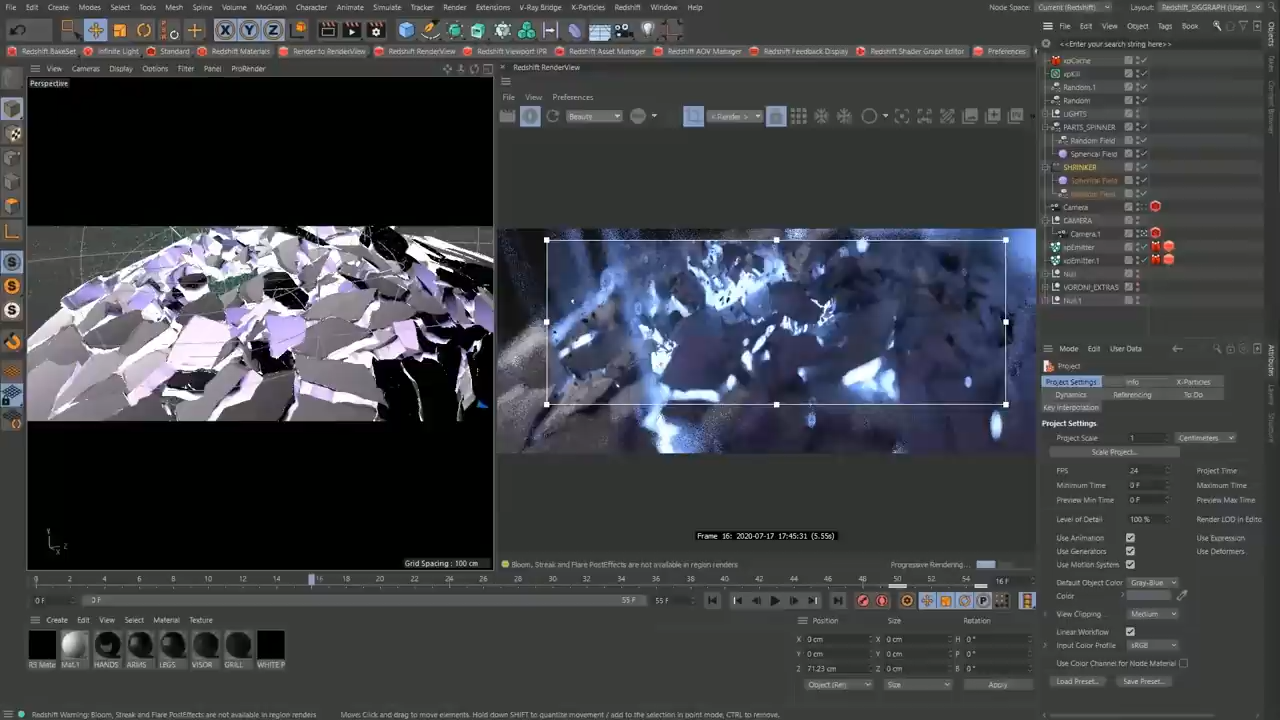 File Edit Create Modes Select Tools Mesh Spline Volume MoGraph Character Animate Simulate Tracker Render Extensions V-Ray Bridge X-Particles Redshift Window Help
Node Space: Current (Redshift) Layout: Redshift_SIGGRAPH (User)
Redshift BakeSet Infinite Light Standard Redshift Materials Render to RenderView Redshift RenderView Redshift Viewport IPR Redshift Asset Manager Redshift AOV Manager Redshift Feedback Display Redshift Shader Graph Editor Preferences
File Edit View Object Tags Book
<<Enter your search string here>>
View Cameras Display Options Filter Panel ProRender
Perspective
Redshift RenderView
File View Preferences
Beauty
< Render >
xpCache
xpKill
Random.1
Random
LIGHTS
PARTS_SPINNER
Random Field
Spherical Field
SHRINKER
Spherical Field
Random Field
Camera
CAMERA
Camera.1
xpEmitter
xpEmitter.1
Null
VORONI_EXTRAS
Null.1
Objects
Takes
Content Browser
Attributes
Structure
Y
Z
X
Grid Spacing : 100 cm
Frame 16: 2020-07-17 17:45:31 (5.55s)
Bloom, Streak and Flare PostEffects are not available in region renders Progressive Rendering...
Mode Edit User Data
Project
Project Settings Info X-Particles
Dynamics Referencing To Do
Key Interpolation
Project Settings
Project Scale 1 Centimeters
Scale Project...
FPS 24 Project Time
Minimum Time 0 F Maximum Time
Preview Min Time 0 F Preview Max Time
Level of Detail 100 % Render LOD in Edito
Use Animation Use Expression
Use Generators Use Deformers
Use Motion System
Default Object Color Gray-Blue
Color
View Clipping Medium
Linear Workflow
Input Color Profile sRGB
Use Color Channel for Node Material
Load Preset... Save Preset...
0 2 4 6 8 10 12 14 16 18 20 22 24 26 28 30 32 34 36 38 40 42 44 46 48 50 52 54 16 F
0 F 0 F 55 F 55 F
Create Edit View Select Material Texture
RS Mate Mat.1 HANDS ARMS LEGS VISOR GRILL WHITE P
Position Size Rotation
X 0 cm X 0 cm H 0 °
Y 0 cm Y 0 cm P 0 °
Z 71.23 cm Z 0 cm B 0 °
Object (Rel) Size Apply
Redshift Warning: Bloom, Streak and Flare PostEffects are not available in region renders Move: Click and drag to move elements. Hold down SHIFT to quantize movement / add to the selection in point mode, CTRL to remove.